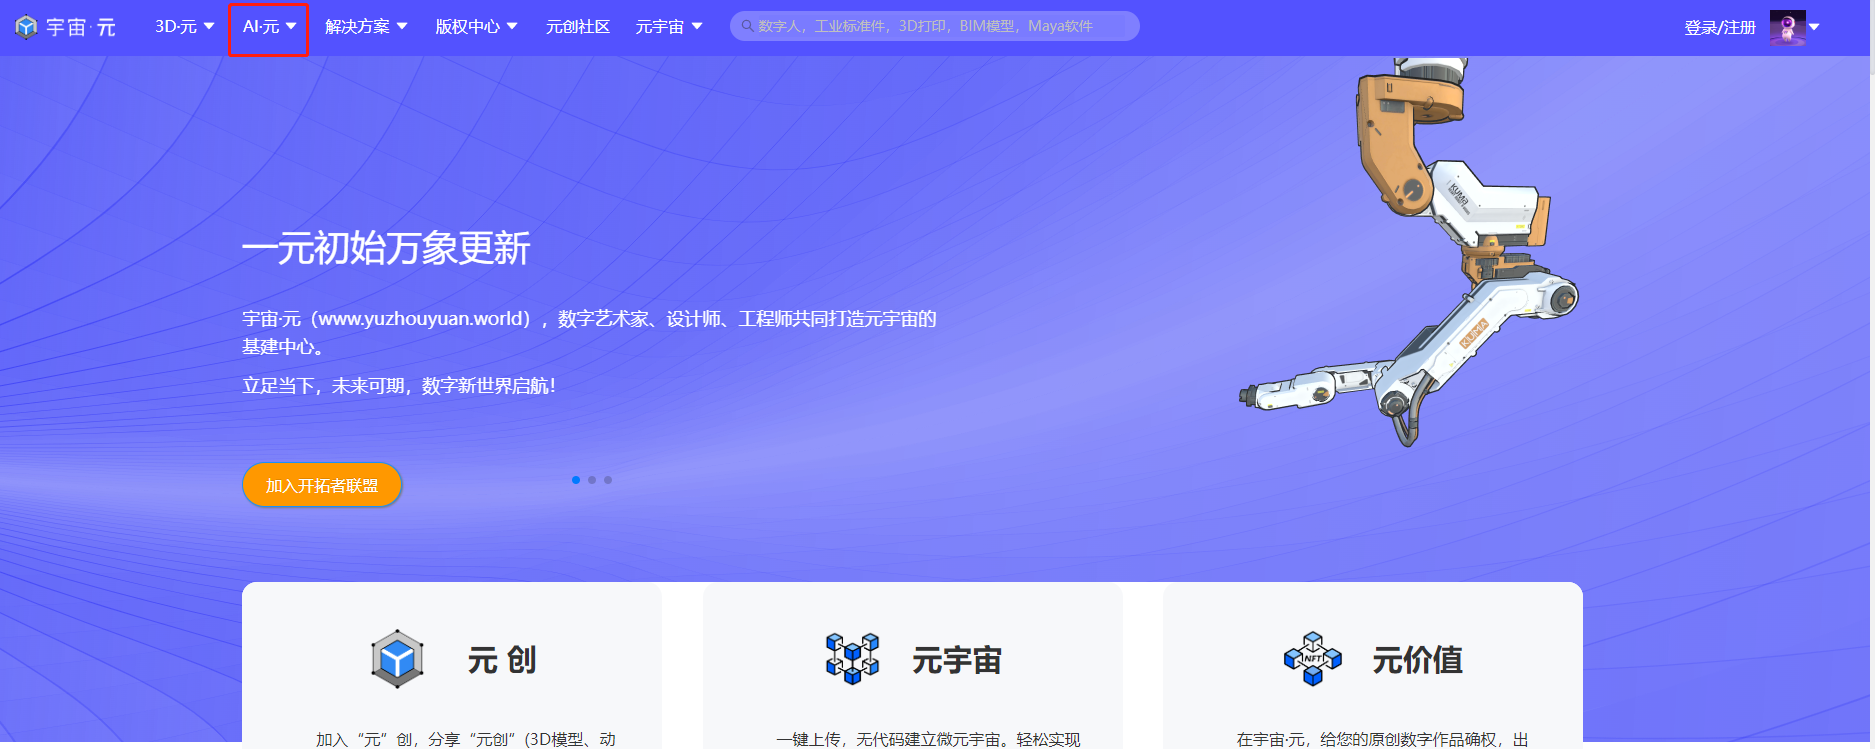 宇宙·元 3D·元 AI·元 解决方案 版权中心 元创社区 元宇宙 数字人，工业标准件，3D打印，BIM模型，Maya软件 登录/注册
KUMA
KUMA
一元初始万象更新
宇宙·元（www.yuzhouyuan.world），数字艺术家、设计师、工程师共同打造元宇宙的
基建中心。
立足当下，未来可期，数字新世界启航！
加入开拓者联盟
元 创 元宇宙 NFT 元价值
加入“元”创，分享“元创”(3D模型、动 一键上传，无代码建立微元宇宙。轻松实现 在宇宙·元，给您的原创数字作品确权，出